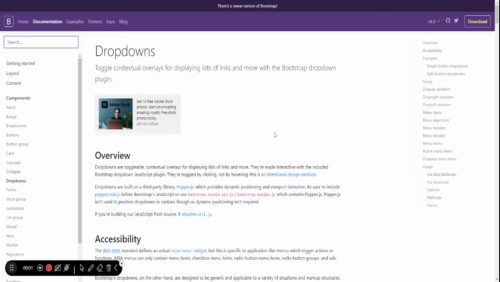 There's a newer version of Bootstrap!
B Home Documentation Examples Themes Expo Blog v4.0 Download
Search...
Getting started
Layout
Content
Components
Alerts
Badge
Breadcrumb
Buttons
Button group
Card
Carousel
Collapse
Dropdowns
Forms
Input group
Jumbotron
List group
Modal
Navs
Navbar
Pagination
Dropdowns
Toggle contextual overlays for displaying lists of links and more with the Bootstrap dropdown
plugin.
Get 10 free Adobe Stock
photos. Start downloading
amazing royalty-free stock
photos today.
ads via Carbon
Overview
Dropdowns are toggleable, contextual overlays for displaying lists of links and more. They're made interactive with the included
Bootstrap dropdown JavaScript plugin. They're toggled by clicking, not by hovering; this is an intentional design decision.
Dropdowns are built on a third party library, Popper.js, which provides dynamic positioning and viewport detection. Be sure to include
popper.min.js before Bootstrap's JavaScript or use bootstrap.bundle.min.js / bootstrap.bundle.js which contains Popper.js. Popper.js
isn't used to position dropdowns in navbars though as dynamic positioning isn't required.
If you're building our JavaScript from source, it requires util.js.
Accessibility
The WAI ARIA standard defines an actual role="menu" widget, but this is specific to application-like menus which trigger actions or
functions. ARIA menus can only contain menu items, checkbox menu items, radio button menu items, radio button groups, and sub-
Bootstrap's dropdowns, on the other hand, are designed to be generic and applicable to a variety of situations and markup structures.
Overview
Accessibility
Examples
Single button dropdowns
Split button dropdowns
Sizing
Dropup variation
Dropright variation
Dropleft variation
Menu items
Menu alignment
Menu headers
Menu dividers
Menu forms
Active menu items
Disabled menu items
Usage
Via data attributes
Via JavaScript
Options
Methods
Events